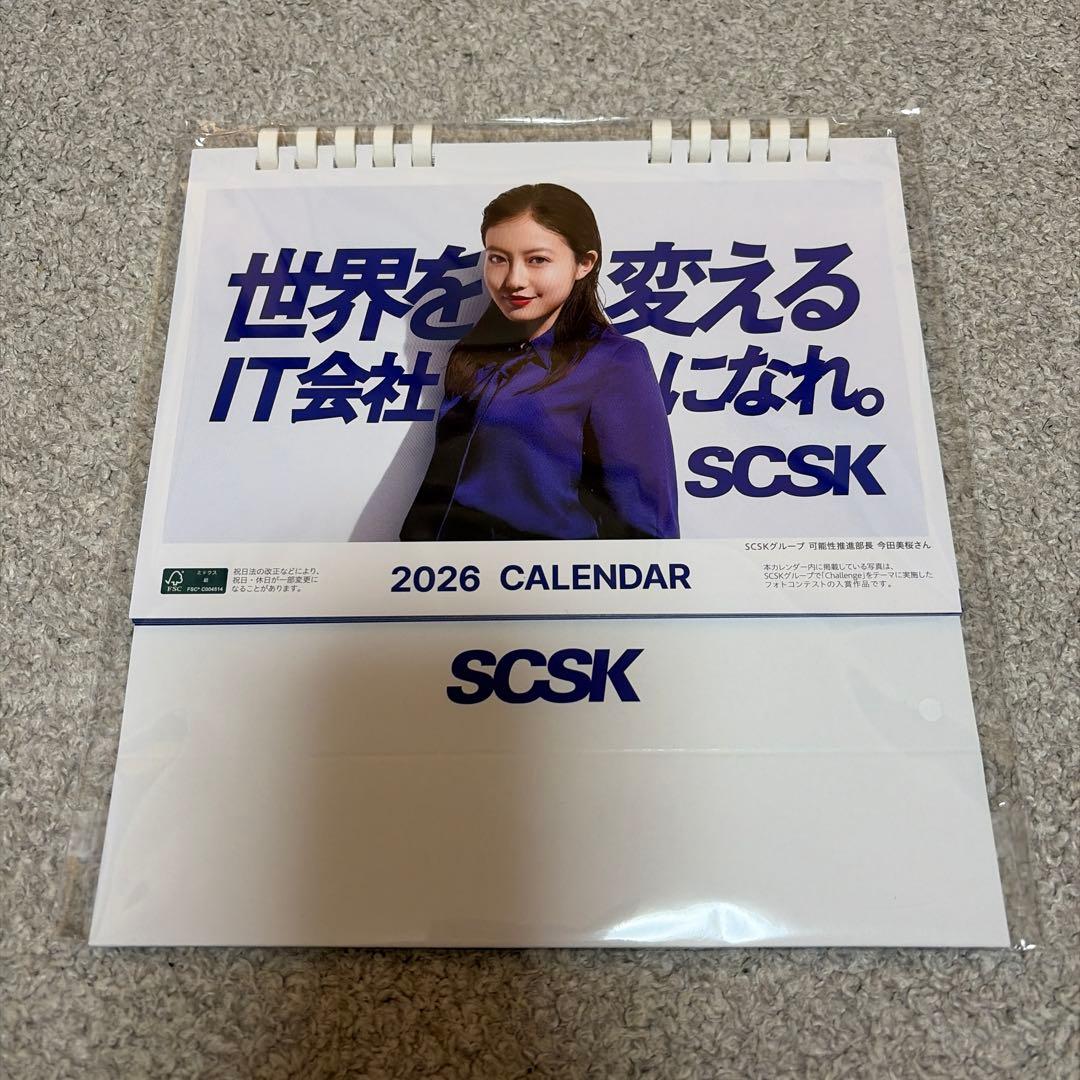 世界を変える
IT会社になれ。
SCSK
SCSKグループ 可能性推進部長 今田美桜さん
FSC
ミックス
紙
FSC® C004514
祝日法の改正などにより、
祝日・休日が一部変更に
なることがあります。
2026 CALENDAR
本カレンダー内に掲載している写真は、
SCSKグループで「Challenge」をテーマに実施した
フォトコンテストの入賞作品です。
SCSK